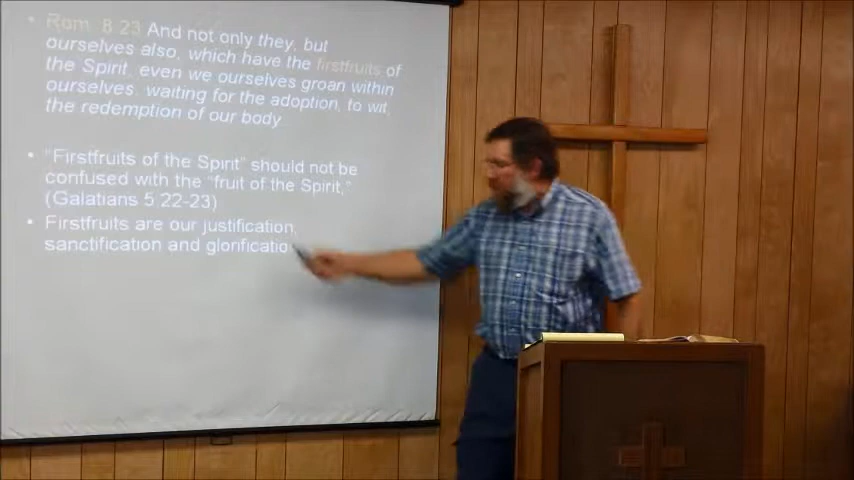 • Rom. 8:23 And not only they, but
ourselves also, which have the firstfruits of
the Spirit, even we ourselves groan within
ourselves, waiting for the adoption, to wit,
the redemption of our body
• "Firstfruits of the Spirit" should not be
confused with the "fruit of the Spirit,"
(Galatians 5:22-23)
• Firstfruits are our justification,
sanctification and glorificatio